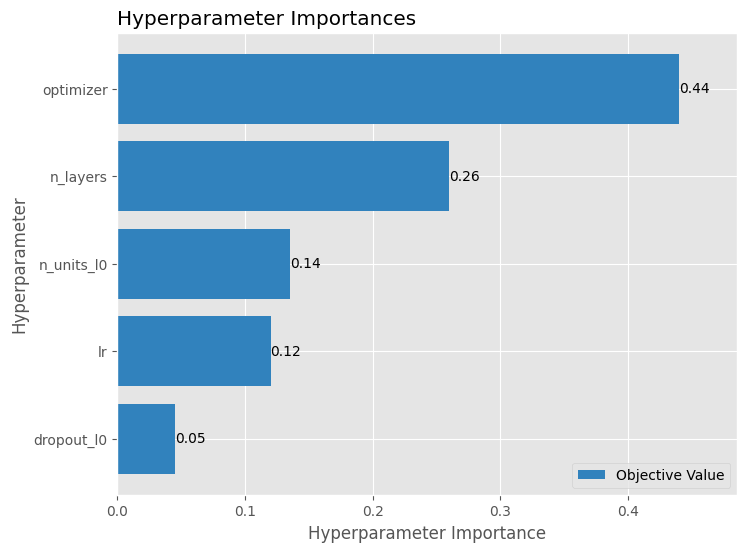 Hyperparameter Importances
Hyperparameter
optimizer
0.44
n_layers
0.26
n_units_l0
0.14
lr
0.12
dropout_l0
0.05
Objective Value
0.0
0.1
0.2
0.3
0.4
Hyperparameter Importance